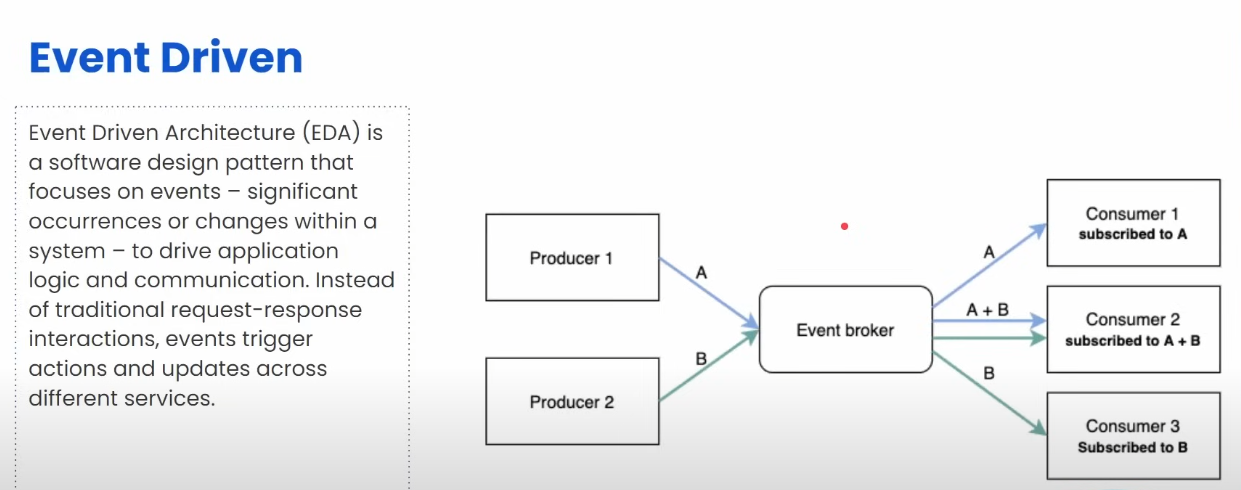 Event Driven
Event Driven Architecture (EDA) is
a software design pattern that
focuses on events – significant
occurrences or changes within a
system – to drive application
logic and communication. Instead
of traditional request-response
interactions, events trigger
actions and updates across
different services.
Producer 1
A
Producer 2
B
Event broker
A
A + B
B
Consumer 1
subscribed to A
Consumer 2
subscribed to A + B
Consumer 3
Subscribed to B